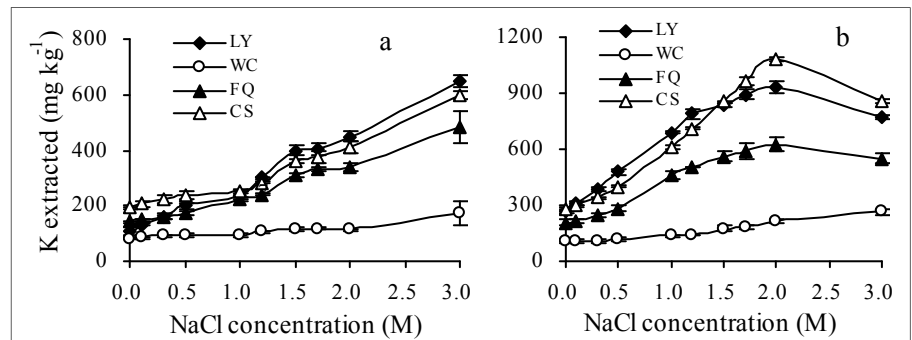 a
LY
WC
FQ
CS
K extracted (mg kg-1)
800
600
400
200
0
0.0 0.5 1.0 1.5 2.0 2.5 3.0
NaCl concentration (M)
b
LY
WC
FQ
CS
1200
900
600
300
0
0.0 0.5 1.0 1.5 2.0 2.5 3.0
NaCl concentration (M)